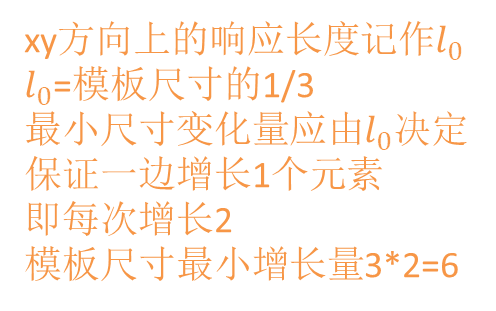 xy方向上的响应长度记作l₀
l₀=模板尺寸的1/3
最小尺寸变化量应由l₀决定
保证一边增长1个元素
即每次增长2
模板尺寸最小增长量3*2=6